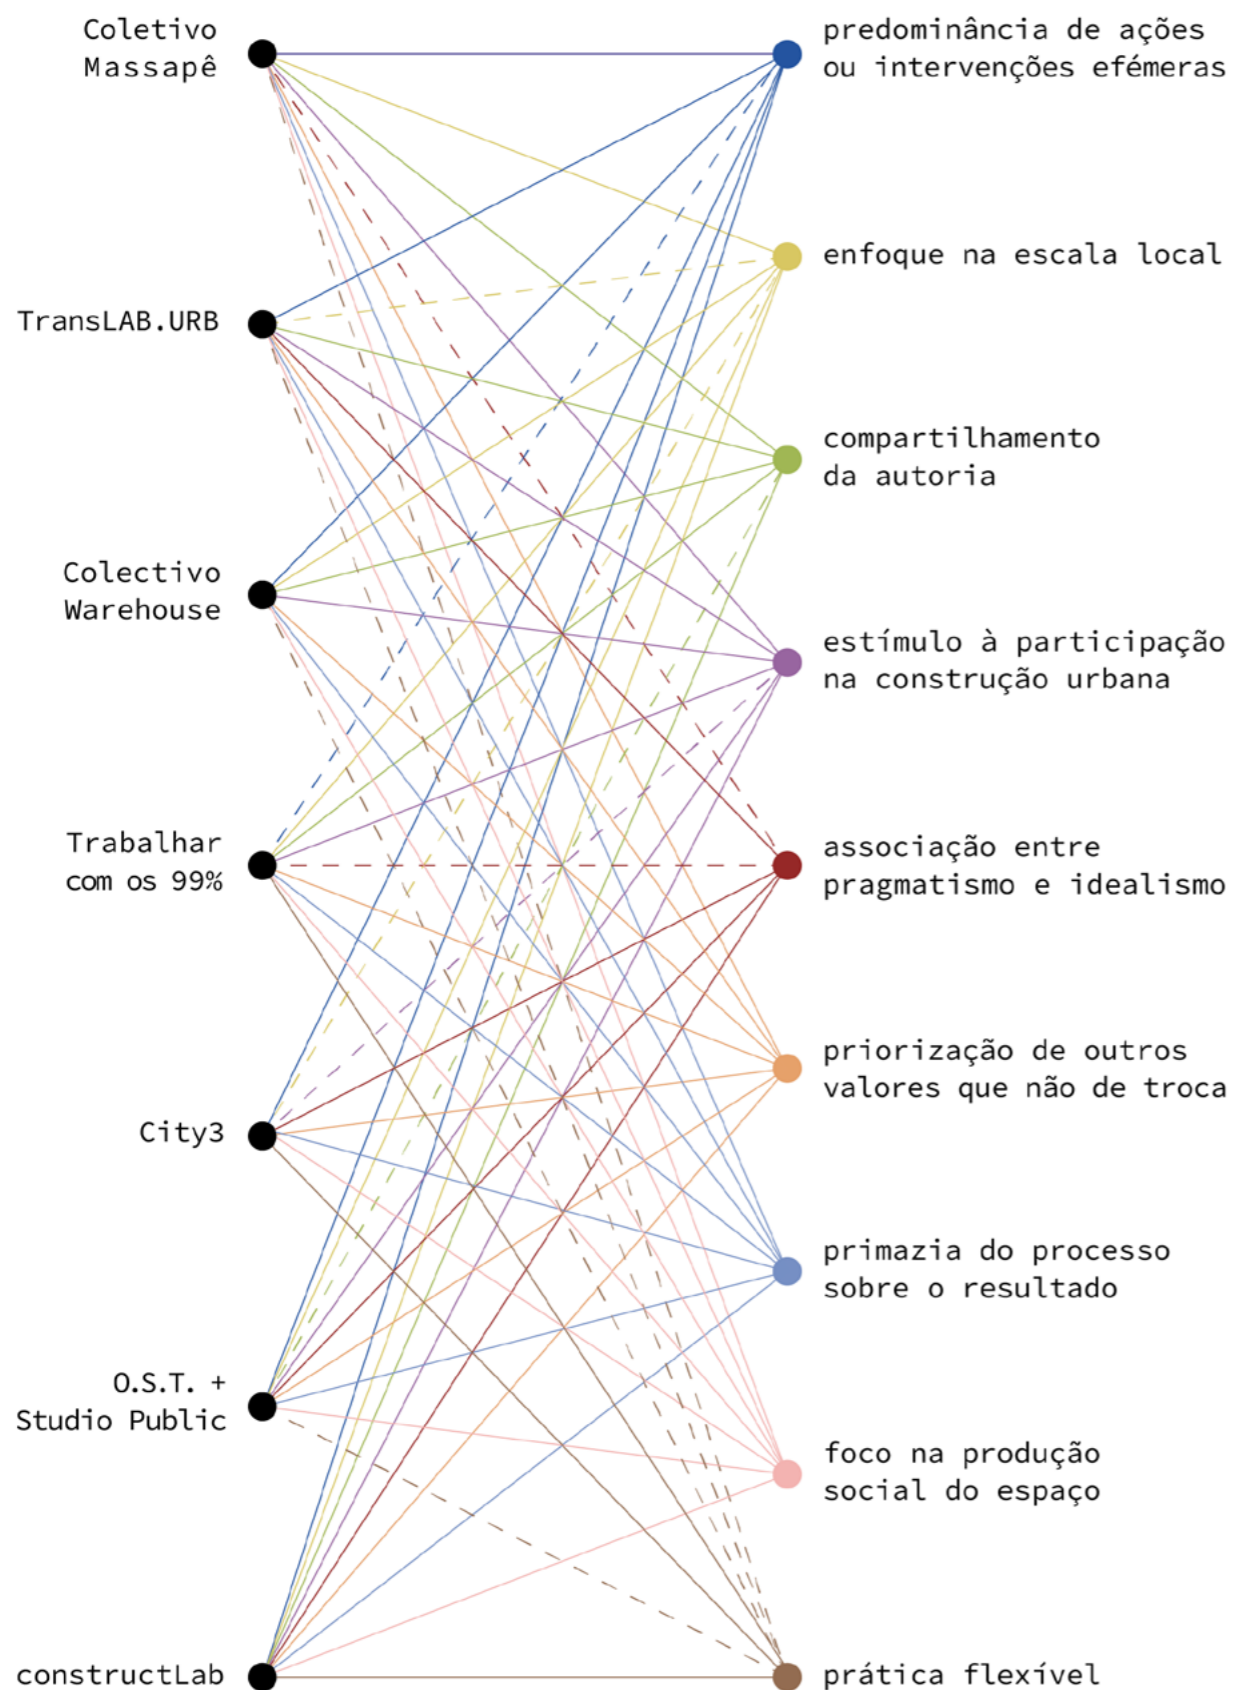 Coletivo
Massapê
TransLAB.URB
Colectivo
Warehouse
Trabalhar
com os 99%
City3
O.S.T. +
Studio Public
constructLab
predominância de ações
ou intervenções efémeras
enfoque na escala local
compartilhamento
da autoria
estímulo à participação
na construção urbana
associação entre
pragmatismo e idealismo
priorização de outros
valores que não de troca
primazia do processo
sobre o resultado
foco na produção
social do espaço
prática flexível